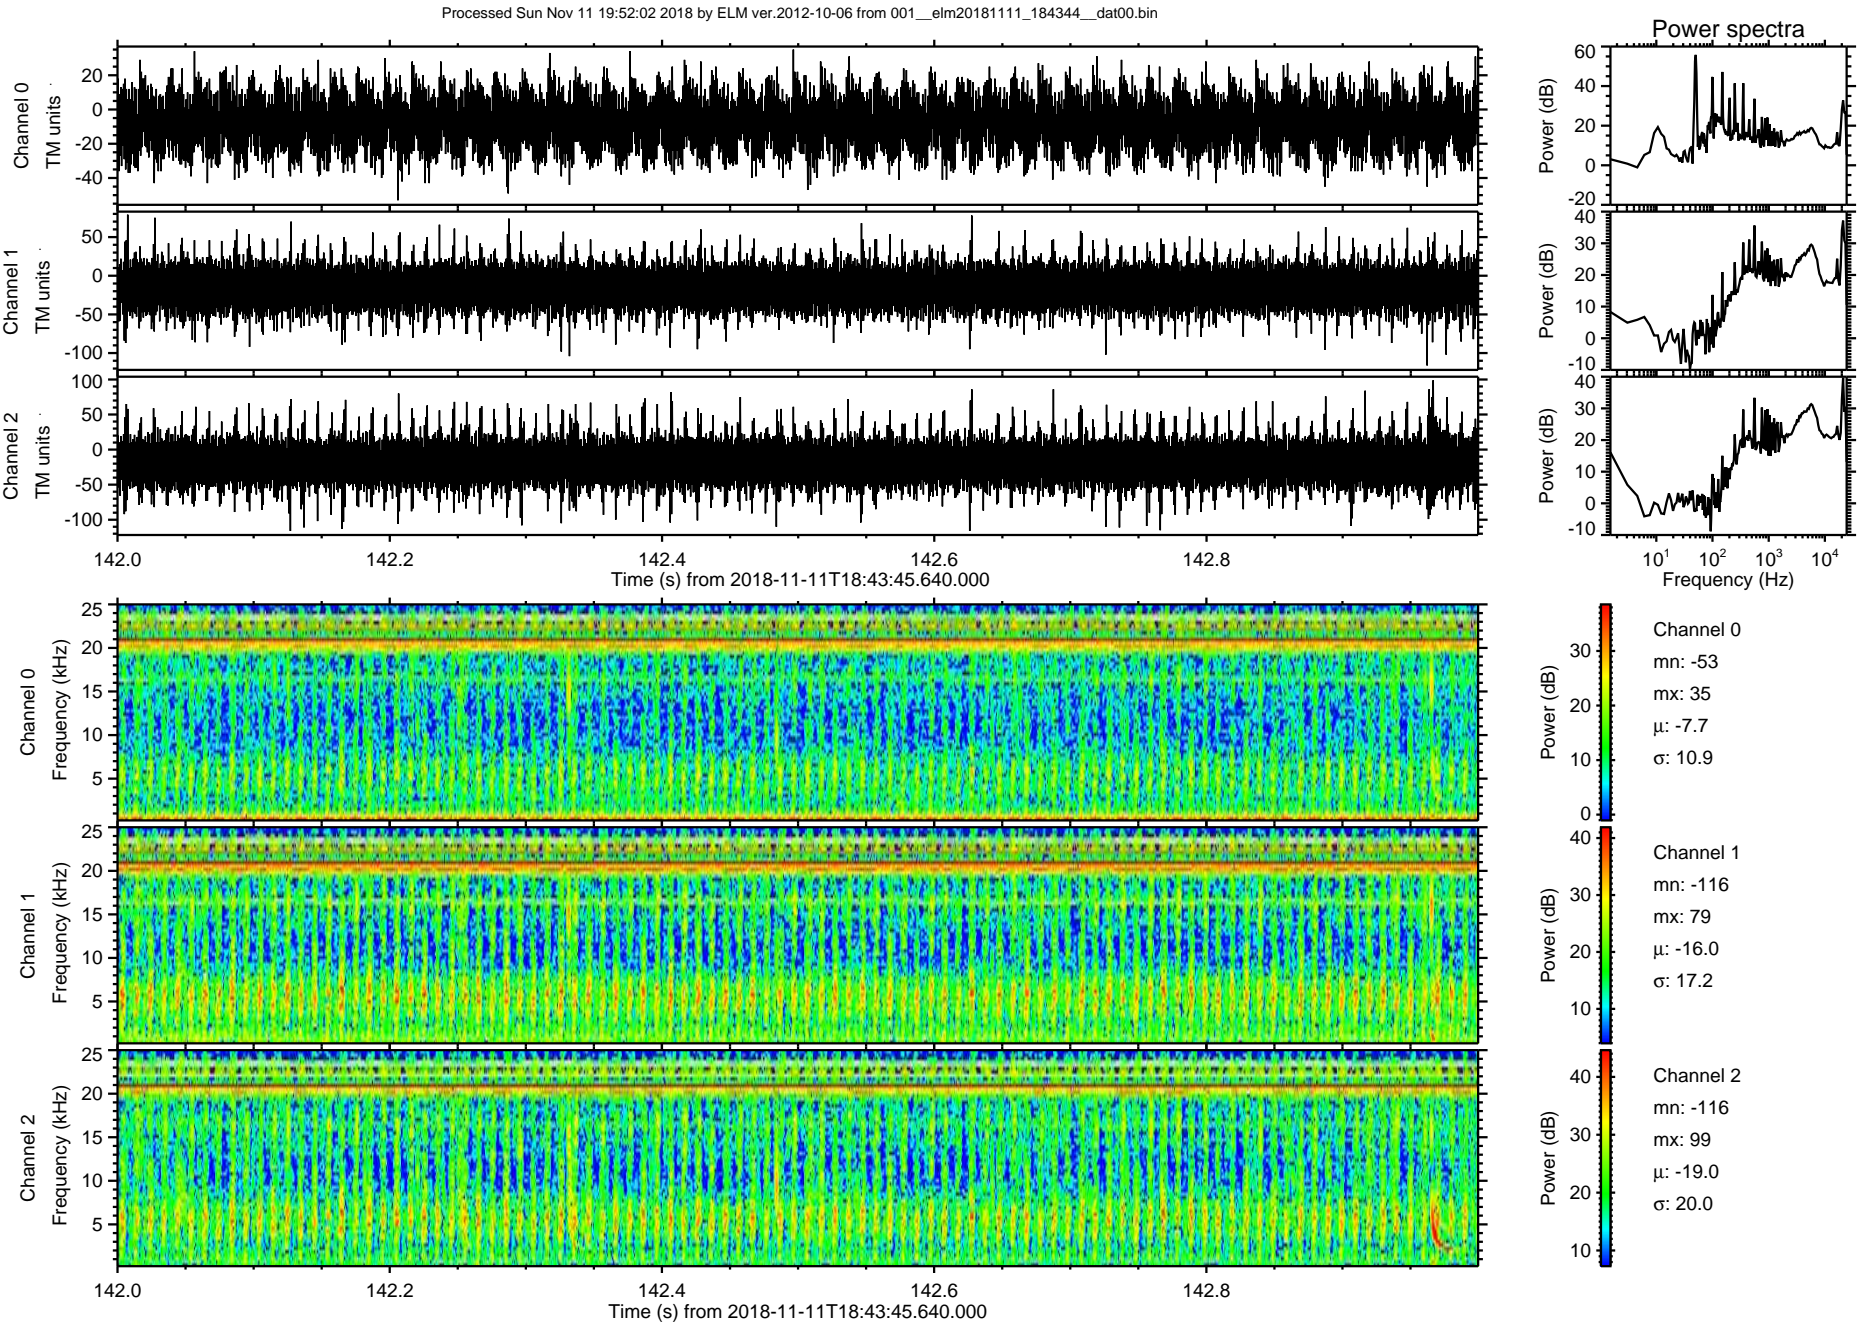 Processed Sun Nov 11 19:52:02 2018 by ELM ver.2012-10-06 from 001__elm20181111_184344__dat00.bin
Power spectra
Channel 0
TM units
20
0
-20
-40
Power (dB)
60
40
20
0
-20
Channel 1
TM units
50
0
-50
-100
Power (dB)
40
30
20
10
0
-10
Channel 2
TM units
100
50
0
-50
-100
Power (dB)
40
30
20
10
0
-10
142.0 142.2 142.4 142.6 142.8
Time (s) from 2018-11-11T18:43:45.640.000
10^1 10^2 10^3 10^4
Frequency (Hz)
Channel 0
Frequency (kHz)
25
20
15
10
5
Power (dB)
30
20
10
0
Channel 0
mn: -53
mx: 35
μ: -7.7
σ: 10.9
Channel 1
Frequency (kHz)
25
20
15
10
5
Power (dB)
40
30
20
10
Channel 1
mn: -116
mx: 79
μ: -16.0
σ: 17.2
Channel 2
Frequency (kHz)
25
20
15
10
5
Power (dB)
40
30
20
10
Channel 2
mn: -116
mx: 99
μ: -19.0
σ: 20.0
142.0 142.2 142.4 142.6 142.8
Time (s) from 2018-11-11T18:43:45.640.000